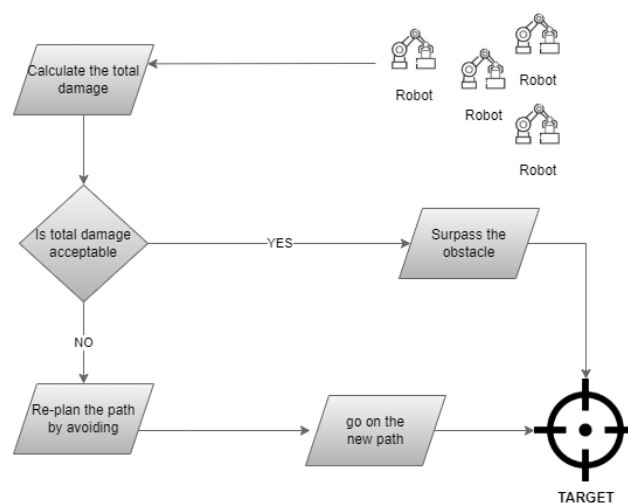 Calculate the total
damage
Robot
Robot
Robot
Robot
Is total damage
acceptable
YES
Surpass the
obstacle
NO
Re-plan the path
by avoiding
go on the
new path
TARGET